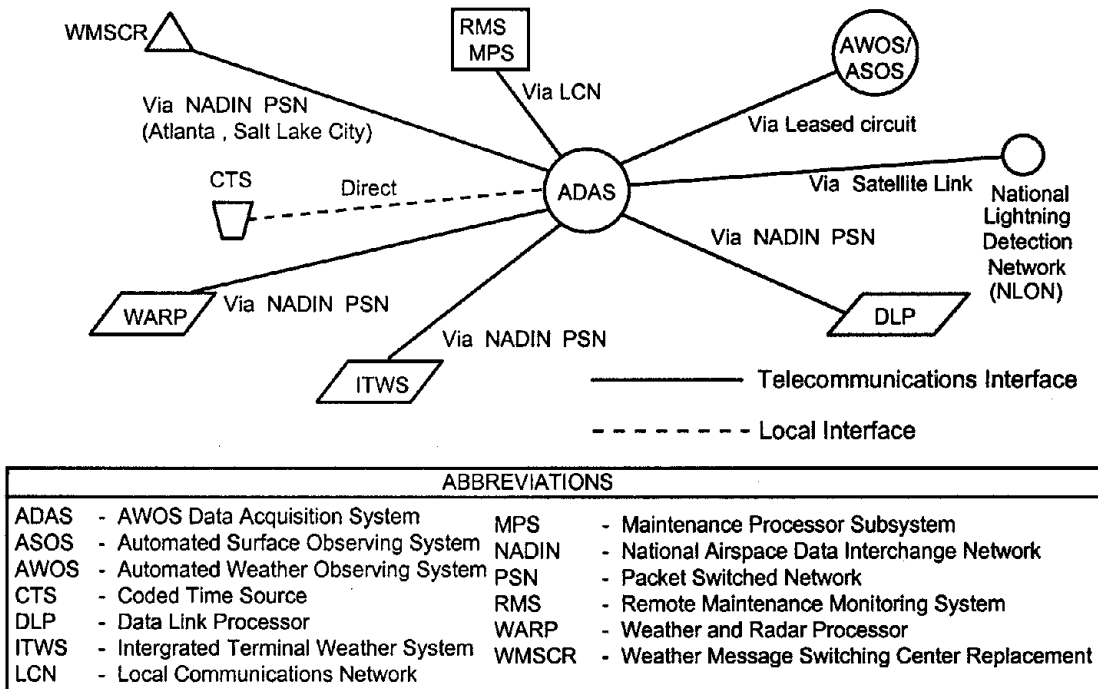 WMSCR
RMS
MPS
AWOS/
ASOS
Via NADIN PSN
(Atlanta , Salt Lake City)
Via LCN
Via Leased circuit
CTS
Direct
ADAS
Via Satellite Link
National
Lightning
Detection
Network
(NLON)
Via NADIN PSN
WARP
Via NADIN PSN
DLP
Via NADIN PSN
ITWS
Telecommunications Interface
Local Interface
ABBREVIATIONS
ADAS - AWOS Data Acquisition System
ASOS - Automated Surface Observing System
AWOS - Automated Weather Observing System
CTS - Coded Time Source
DLP - Data Link Processor
ITWS - Intergrated Terminal Weather System
LCN - Local Communications Network
MPS - Maintenance Processor Subsystem
NADIN - National Airspace Data Interchange Network
PSN - Packet Switched Network
RMS - Remote Maintenance Monitoring System
WARP - Weather and Radar Processor
WMSCR - Weather Message Switching Center Replacement